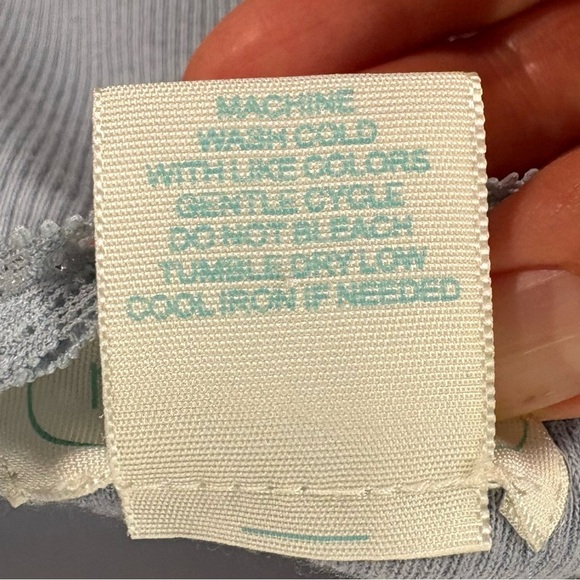 MACHINE
WASH COLD
WITH LIKE COLORS
GENTLE CYCLE
DO NOT BLEACH
TUMBLE DRY LOW
COOL IRON IF NEEDED